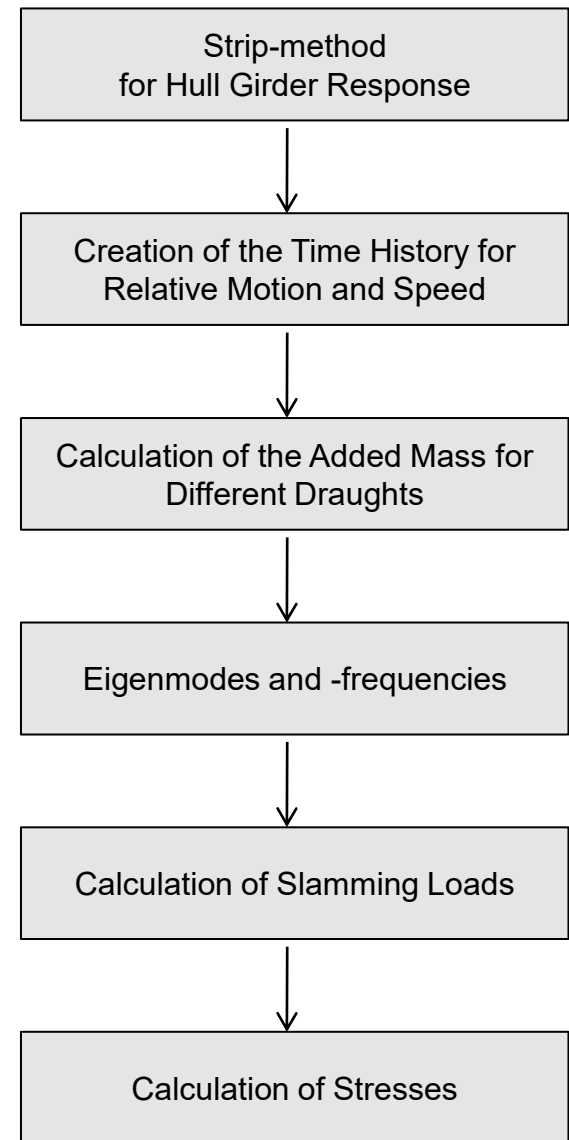 Strip-method
for Hull Girder Response
Creation of the Time History for
Relative Motion and Speed
Calculation of the Added Mass for
Different Draughts
Eigenmodes and -frequencies
Calculation of Slamming Loads
Calculation of Stresses